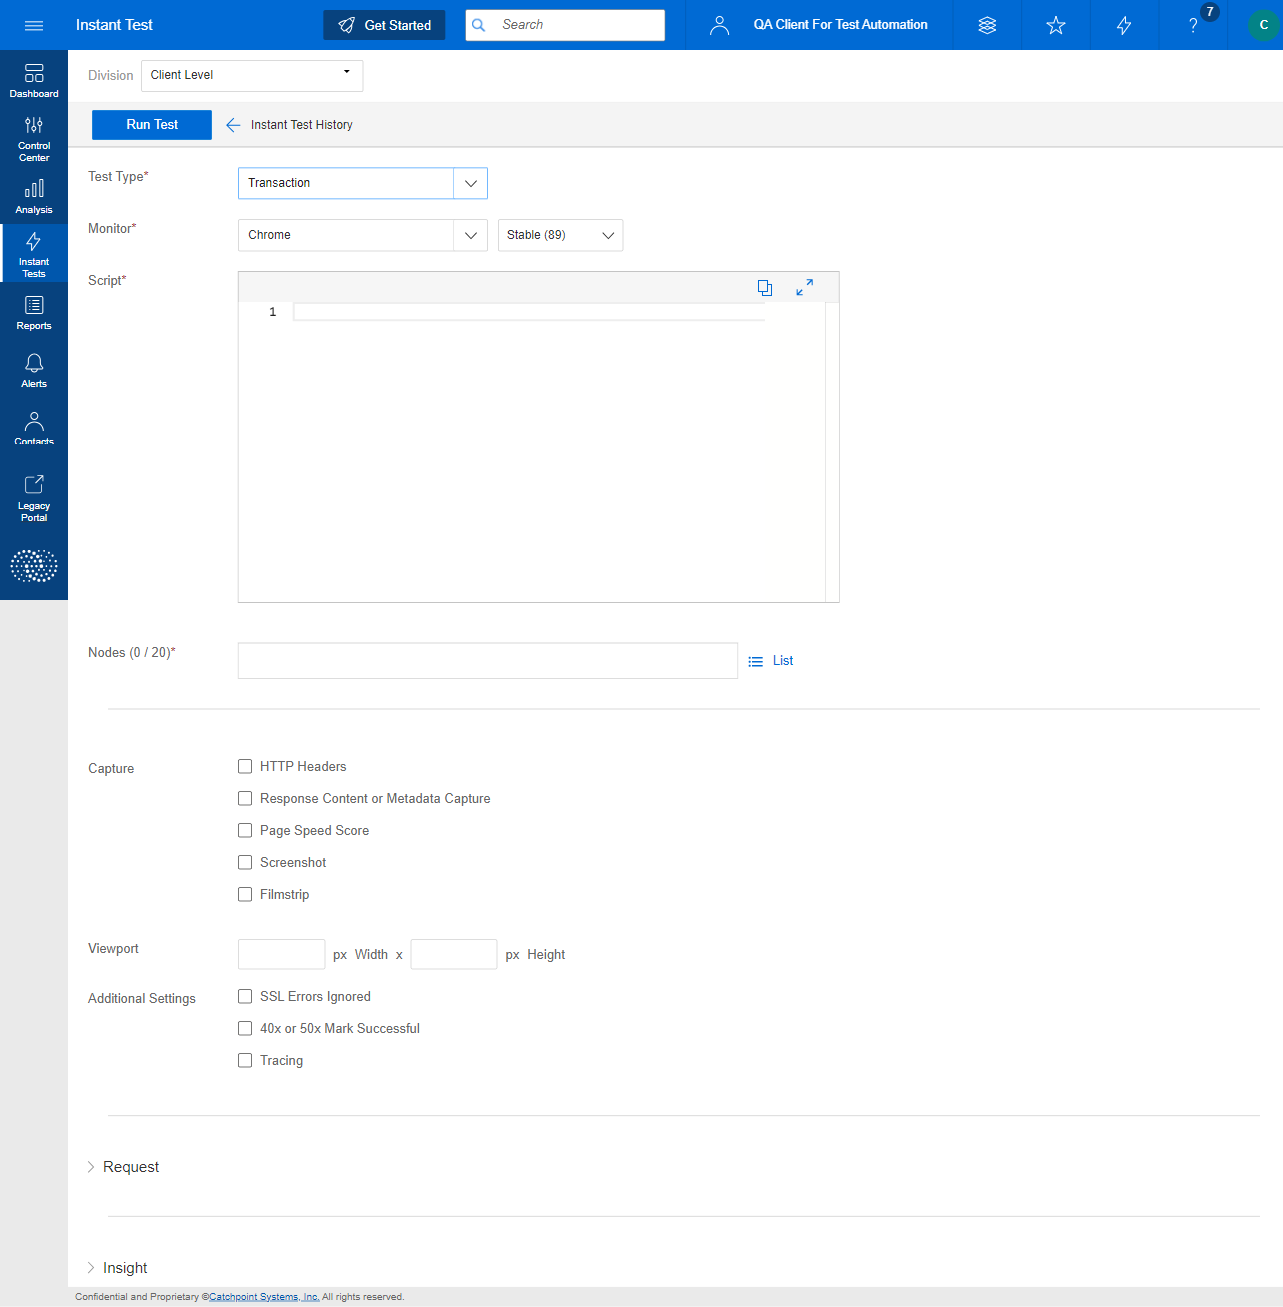 Instant Test
Get Started
Search
QA Client For Test Automation
7
?
C
Dashboard
Control
Center
Analysis
Instant
Tests
Reports
Alerts
Contacts
Legacy
Portal
Division
Client Level
Run Test
Instant Test History
Test Type*
Transaction
Monitor*
Chrome
Stable (89)
Script*
1
Nodes (0 / 20)*
List
Capture
HTTP Headers
Response Content or Metadata Capture
Page Speed Score
Screenshot
Filmstrip
Viewport
px Width x
px Height
Additional Settings
SSL Errors Ignored
40x or 50x Mark Successful
Tracing
Request
Insight
Confidential and Proprietary ©Catchpoint Systems, Inc. All rights reserved.